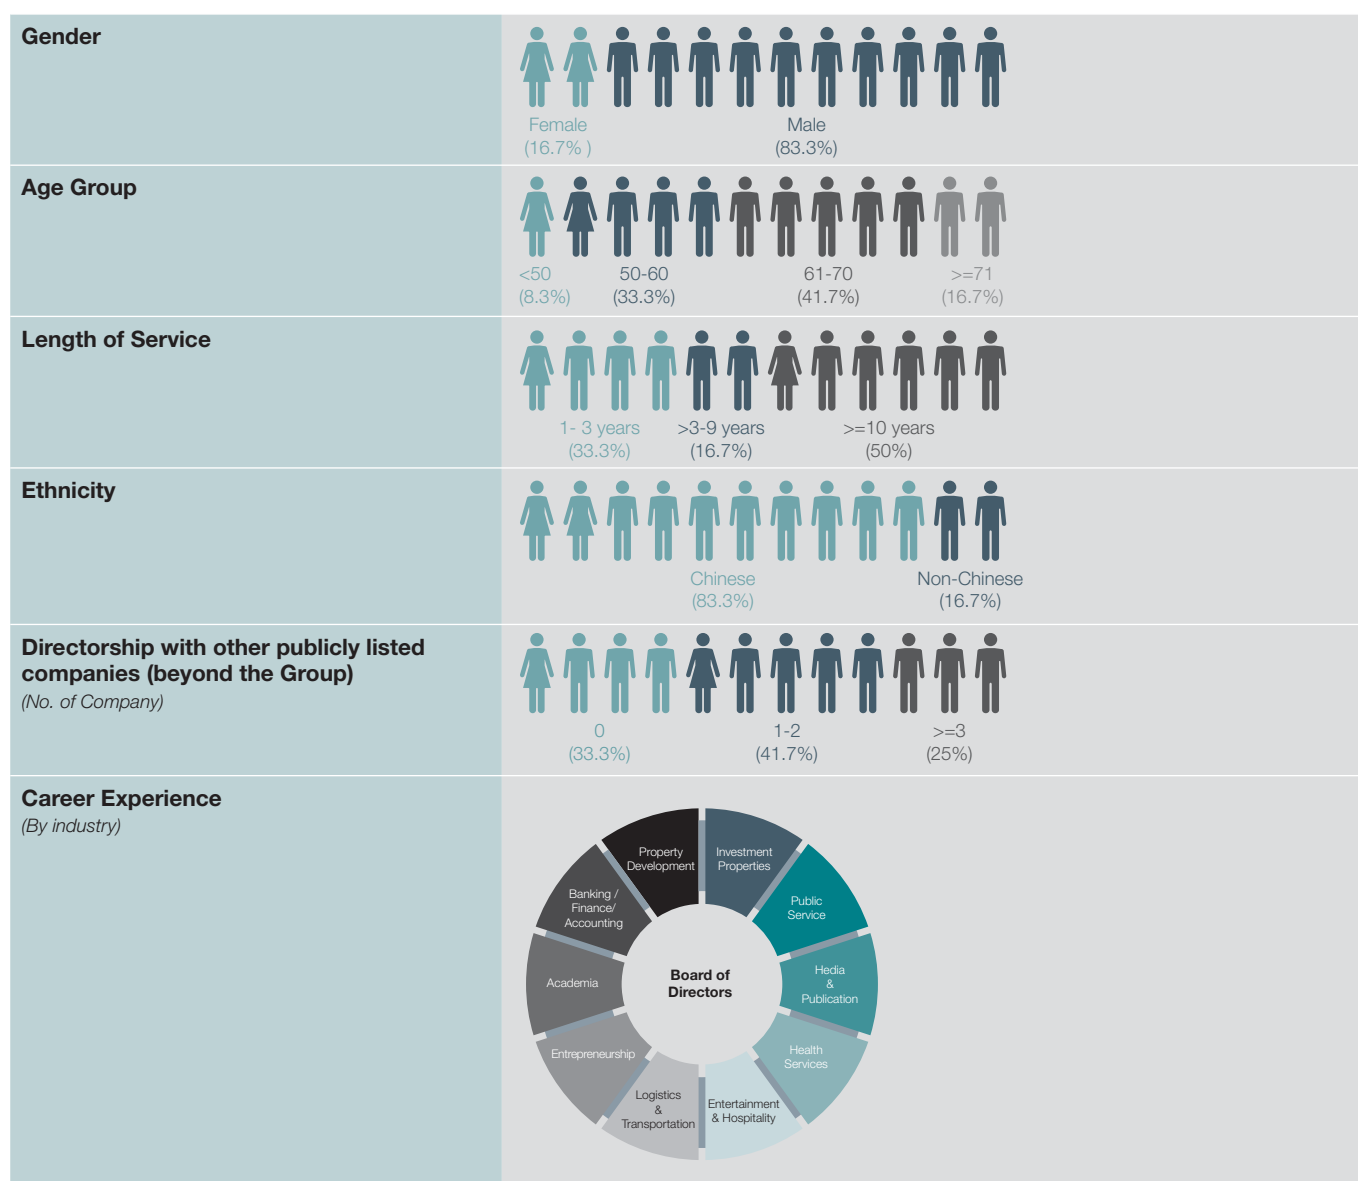 Gender
Female
(16.7% )
Male
(83.3%)
Age Group
<50
(8.3%)
50-60
(33.3%)
61-70
(41.7%)
>=71
(16.7%)
Length of Service
1- 3 years
(33.3%)
>3-9 years
(16.7%)
>=10 years
(50%)
Ethnicity
Chinese
(83.3%)
Non-Chinese
(16.7%)
Directorship with other publicly listed
companies (beyond the Group)
(No. of Company)
0
(33.3%)
1-2
(41.7%)
>=3
(25%)
Career Experience
(By industry)
Property
Development
Investment
Properties
Public
Service
Hedia
&
Publication
Health
Services
Entertainment
& Hospitality
Logistics
&
Transportation
Entrepreneurship
Academia
Banking /
Finance/
Accounting
Board of
Directors